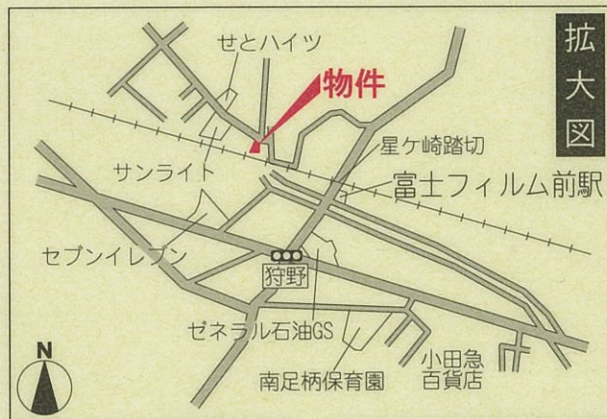 拡大図
せとハイツ
物件
星ケ崎踏切
サンライト
富士フィルム前駅
セブンイレブン
狩野
ゼネラル石油GS
小田急
百貨店
南足柄保育園
N